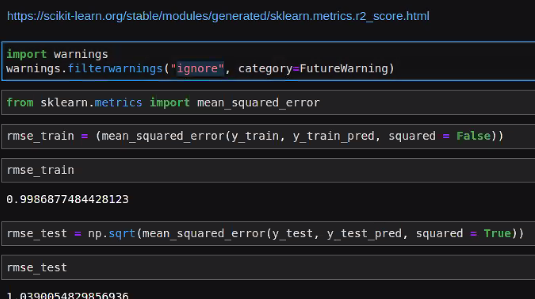 https://scikit-learn.org/stable/modules/generated/sklearn.metrics.r2_score.html
import warnings
warnings.filterwarnings("ignore", category=FutureWarning)
from sklearn.metrics import mean_squared_error
rmse_train = (mean_squared_error(y_train, y_train_pred, squared = False))
rmse_train
0.9986877484428123
rmse_test = np.sqrt(mean_squared_error(y_test, y_test_pred, squared = True))
rmse_test
1.0390054829856936